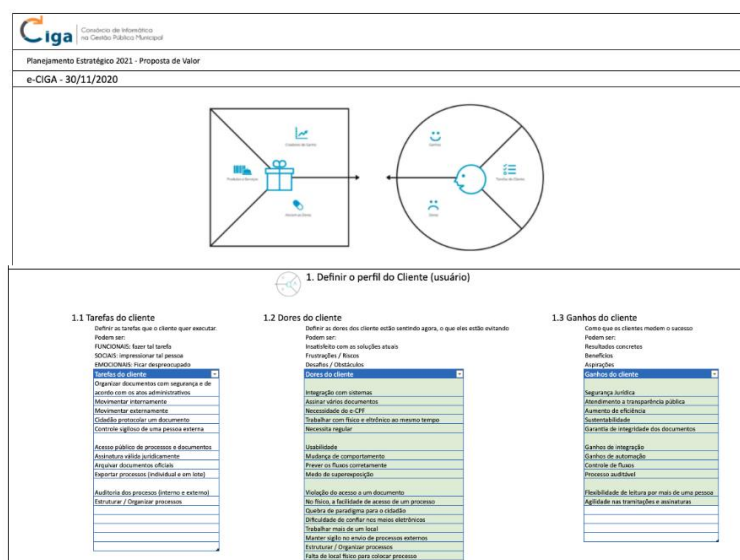 Ciga
Consórcio de Informática
na Gestão Pública Municipal
Planejamento Estratégico 2021 - Proposta de Valor
e-CIGA - 30/11/2020
Criadores de Ganho
Produtos e Serviços
Ganhos
Tarefas do Cliente
Dores
1. Definir o perfil do Cliente (usuário)
1.1 Tarefas do cliente
Definir as tarefas que o cliente quer executar.
Podem ser:
FUNCIONAIS: fazer tal tarefa
SOCIAIS: impressionar tal pessoa
EMOCIONAIS: Ficar despreocupado
Tarefas do cliente
Organizar documentos com segurança e de
acordo com os atos administrativos
Movimentar internamente
Movimentar externamente
Cidadão protocolar um documento
Controle sigiloso de uma pessoa externa
Acesso público de processos e documentos
Assinatura válida juridicamente
Arquivar documentos oficiais
Exportar processos (individual e em lote)
Auditoria dos processos (interno e externo)
Estruturar / Organizar processos
1.2 Dores do cliente
Definir as dores dos cliente estão sentindo agora, o que eles estão evitando
Podem ser:
Insatisfeito com as soluções atuais
Frustrações / Riscos
Desafios / Obstáculos
Dores do cliente
Integração com sistemas
Assinar vários documentos
Necessidade do e-CPF
Trabalhar com físico e eltrônico ao mesmo tempo
Necessita regular
Usabilidade
Mudança de comportamento
Prever os fluxos corretamente
Medo de superexposição
Violação do acesso a um documento
No físico, a facilidade de acesso de um processo
Quebra de paradigma para o cidadão
Dificuldade de confiar nos meios eletrônicos
Trabalhar mais de um local
Manter sigilo no envio de processos externos
Estruturar / Organizar processos
Falta de local físico para colocar processo
1.3 Ganhos do cliente
Como que os clientes medem o sucesso
Podem ser:
Resultados concretos
Benefícios
Aspirações
Ganhos do cliente
Segurança Jurídica
Atendimento a transparência pública
Aumento de eficiência
Sustentabilidade
Garantia de integridade dos documentos
Ganhos de integração
Ganhos de automação
Controle de fluxos
Processo auditável
Flexibilidade de leitura por mais de uma pessoa
Agilidade nas tramitações e assinaturas